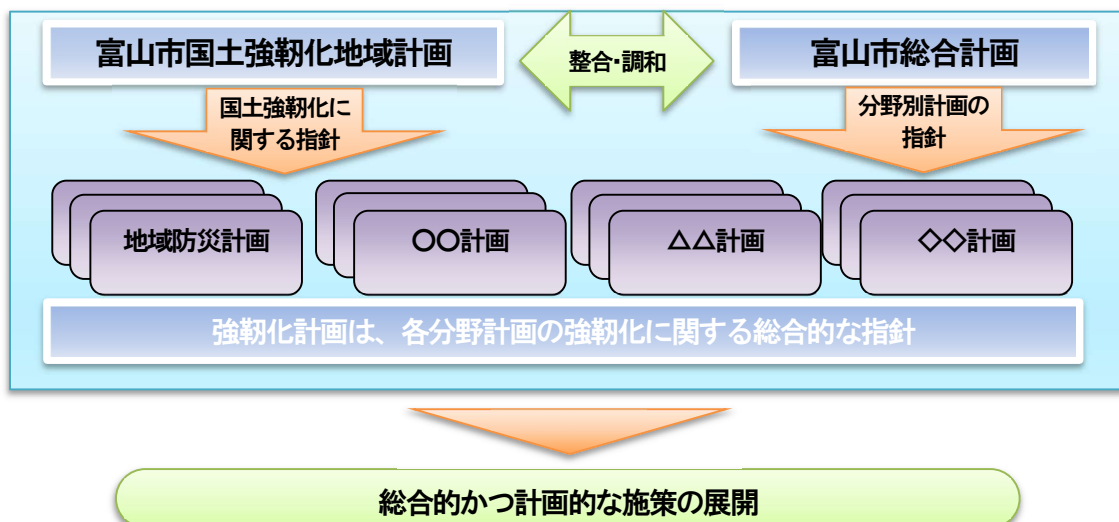 富山市国土強靭化地域計画
整合・調和
富山市総合計画
国土強靭化に
関する指針
分野別計画の
指針
地域防災計画
〇〇計画
△△計画
◇◇計画
強靭化計画は、各分野計画の強靭化に関する総合的な指針
総合的かつ計画的な施策の展開